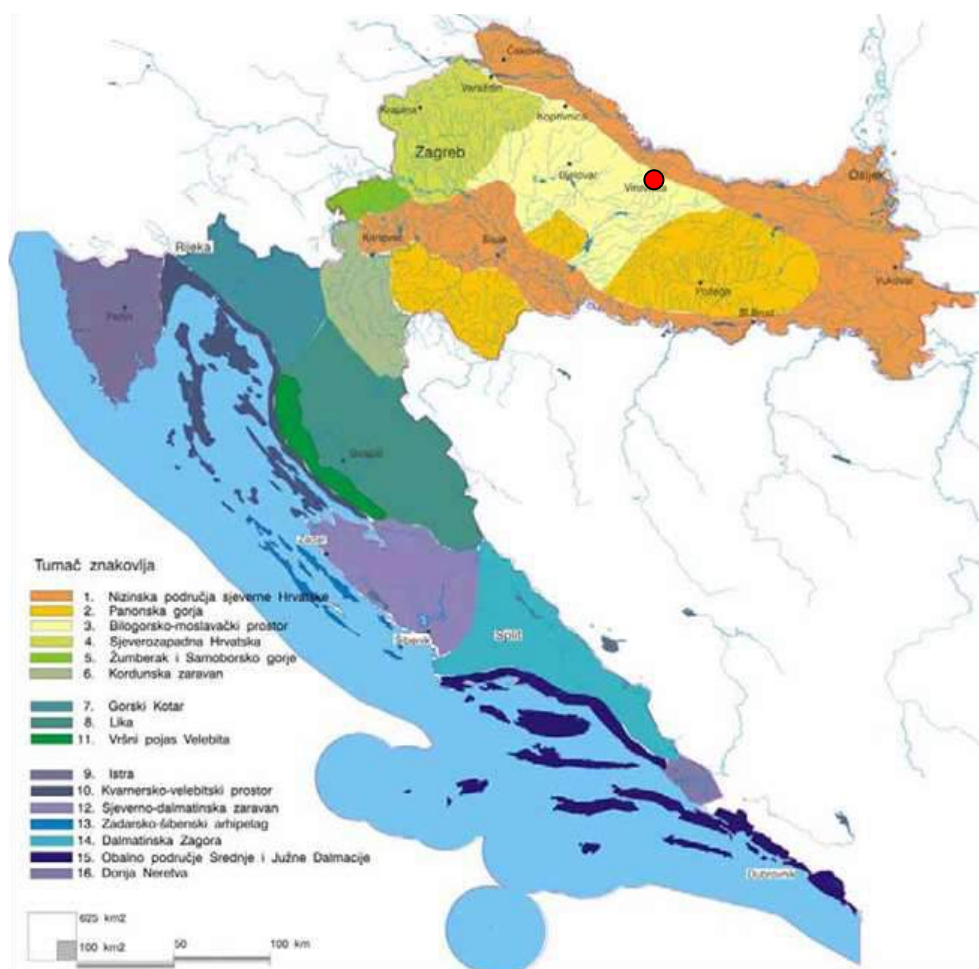 Čakovec
Varaždin
Krapina
Koprivnica
Zagreb
Bjelovar
Osijek
Rijeka
Karlovac
Sisak
Vukovar
Požega
Sl.Brod
Pazin
Gospić
Zadar
Šibenik
Split
Dubrovnik
Tumač znakovlja
1. Nizinska područja sjeverne Hrvatske
2. Panonska gorja
3. Bilogorsko-moslavački prostor
4. Sjeverozapadna Hrvatska
5. Žumberak i Samoborsko gorje
6. Kordunska zaravan
7. Gorski Kotar
8. Lika
11. Vršni pojas Velebita
9. Istra
10. Kvarnersko-velebitski prostor
12. Sjeverno-dalmatinska zaravan
13. Zadarsko-šibenski arhipelag
14. Dalmatinska Zagora
15. Obalno područje Srednje i Južne Dalmacije
16. Donja Neretva
625 km2
100 km2
50
100 km